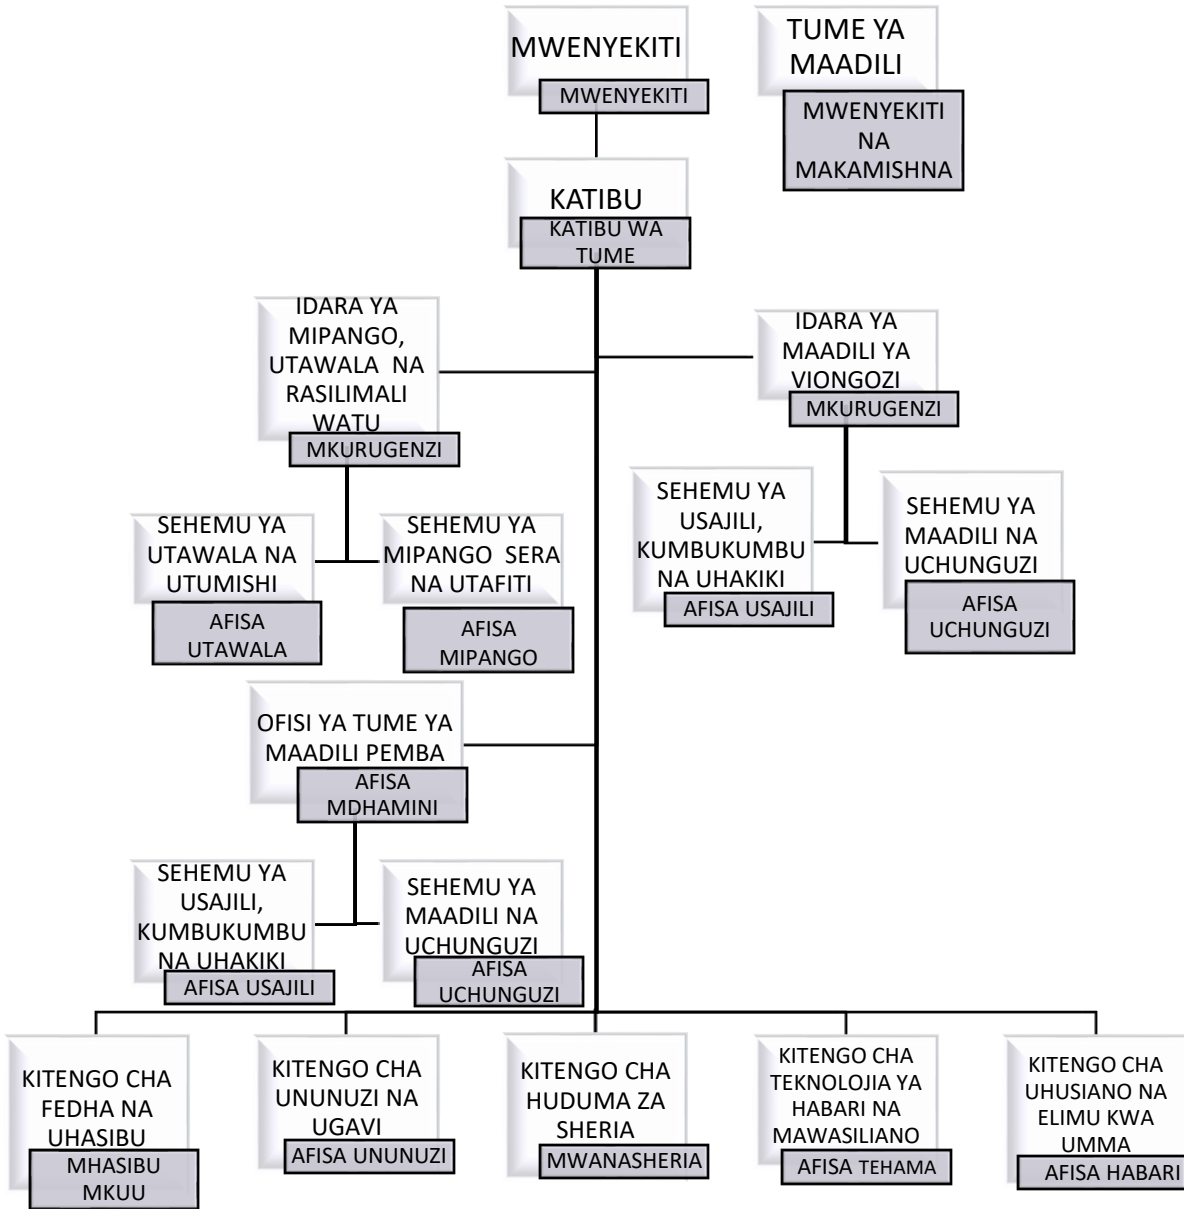 MWENYEKITI
MWENYEKITI
TUME YA
MAADILI
MWENYEKITI
NA
MAKAMISHNA
KATIBU
KATIBU WA
TUME
IDARA YA
MIPANGO,
UTAWALA NA
RASILIMALI
WATU
MKURUGENZI
IDARA YA
MAADILI YA
VIONGOZI
MKURUGENZI
SEHEMU YA
UTAWALA NA
UTUMISHI
AFISA
UTAWALA
SEHEMU YA
MIPANGO SERA
NA UTAFITI
AFISA
MIPANGO
SEHEMU YA
USAJILI,
KUMBUKUMBU
NA UHAKIKI
AFISA USAJILI
SEHEMU YA
MAADILI NA
UCHUNGUZI
AFISA
UCHUNGUZI
OFISI YA TUME YA
MAADILI PEMBA
AFISA
MDHAMINI
SEHEMU YA
USAJILI,
KUMBUKUMBU
NA UHAKIKI
AFISA USAJILI
SEHEMU YA
MAADILI NA
UCHUNGUZI
AFISA
UCHUNGUZI
KITENGO CHA
FEDHA NA
UHASIBU
MHASIBU
MKUU
KITENGO CHA
UNUNUZI NA
UGAVI
AFISA UNUNUZI
KITENGO CHA
HUDUMA ZA
SHERIA
MWANASHERIA
KITENGO CHA
TEKNOLOJIA YA
HABARI NA
MAWASILIANO
AFISA TEHAMA
KITENGO CHA
UHUSIANO NA
ELIMU KWA
UMMA
AFISA HABARI